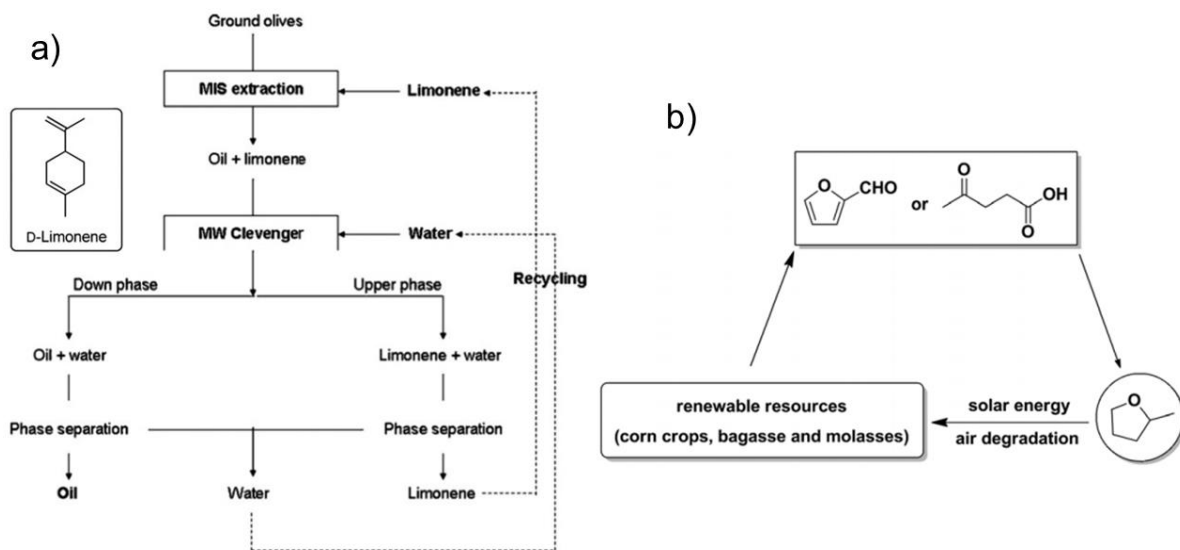 a)
Ground olives
MIS extraction
Limonene
D-Limonene
Oil + limonene
MW Clevenger
Water
Recycling
Down phase
Upper phase
Oil + water
Limonene + water
Phase separation
Phase separation
Oil
Water
Limonene
b)
O
CHO
or
O
OH
O
renewable resources
(corn crops, bagasse and molasses)
solar energy
air degradation
O